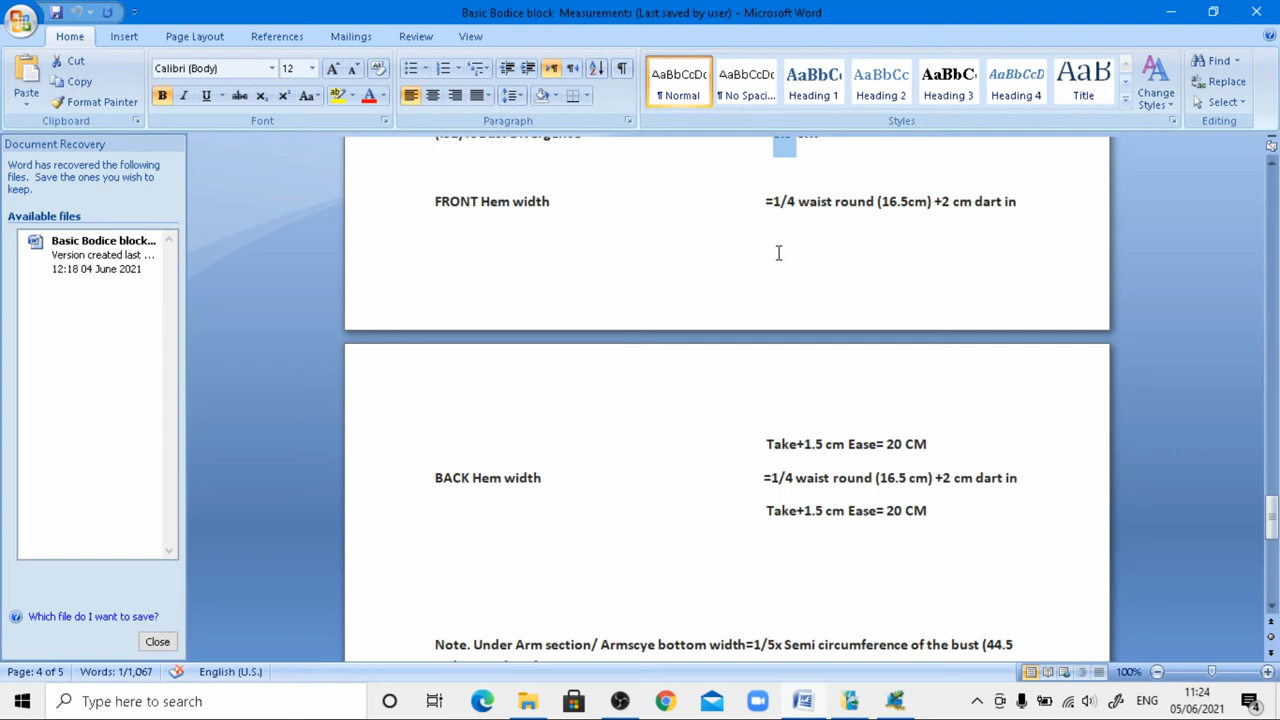 Basic Bodice block Measurements (Last saved by user) - Microsoft Word
Home Insert Page Layout References Mailings Review View
Cut
Copy
Format Painter
Paste
Clipboard
Calibri (Body) 12
B I U abc X₂ X² Aa
Font
Paragraph
AaBbCcDc AaBbCcDc AaBbC AaBbCc AaBbC AaBbCcD AaB
¶ Normal ¶ No Spaci... Heading 1 Heading 2 Heading 3 Heading 4 Title
Change Styles
Styles
Find
Replace
Select
Editing
Document Recovery
Word has recovered the following
files. Save the ones you wish to
keep.
Available files
Basic Bodice block...
Version created last ...
12:18 04 June 2021
Which file do I want to save?
Close
FRONT Hem width =1/4 waist round (16.5cm) +2 cm dart in
Take+1.5 cm Ease= 20 CM
BACK Hem width =1/4 waist round (16.5 cm) +2 cm dart in
Take+1.5 cm Ease= 20 CM
Note. Under Arm section/ Armscye bottom width=1/5x Semi circumference of the bust (44.5
Page: 4 of 5 Words: 1/1,067 English (U.S.) 100%
Type here to search
ENG
11:24
05/06/2021
4